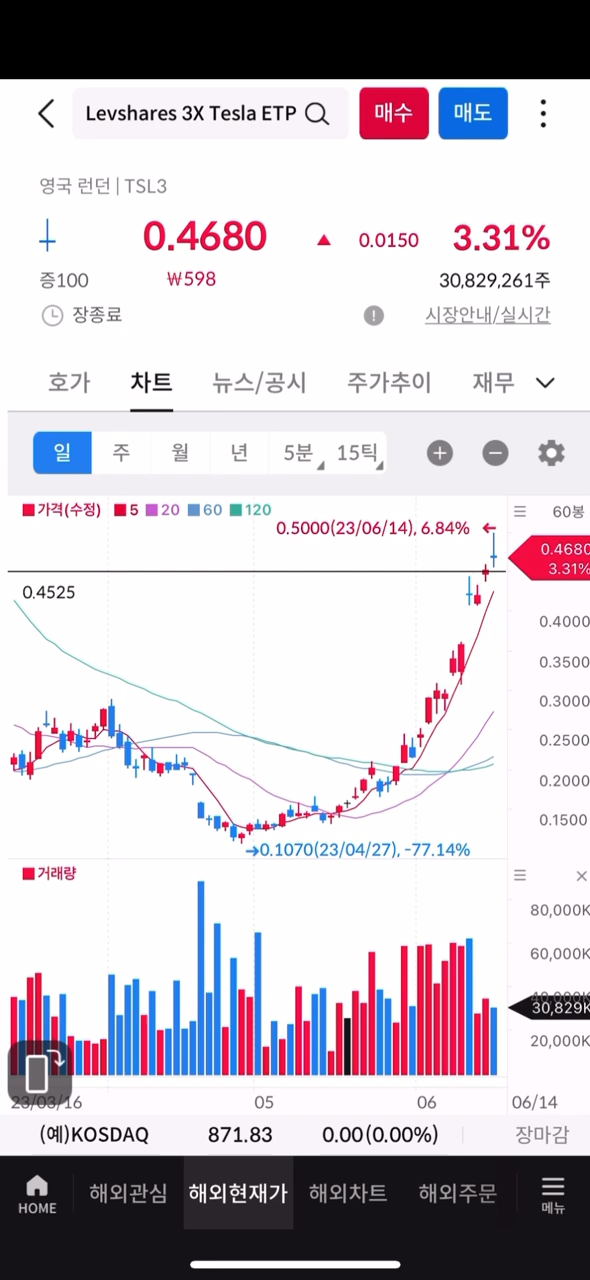 Levshares 3X Tesla ETP 매수 매도
영국 런던 | TSL3
0.4680 ▲ 0.0150 3.31%
증100 ₩598 30,829,261주
장종료 ! 시장안내/실시간
호가 차트 뉴스/공시 주가추이 재무
일 주 월 년 5분 15틱
가격(수정) 5 20 60 120 60봉
0.5000(23/06/14), 6.84% ←
0.4680
3.31%
0.4525
0.4000
0.3500
0.3000
0.2500
0.2000
0.1500
→0.1070(23/04/27), -77.14%
거래량
80,000K
60,000K
40,000K
30,829K
20,000K
23/03/16 05 06 06/14
(예)KOSDAQ 871.83 0.00(0.00%) 장마감
HOME 해외관심 해외현재가 해외차트 해외주문 메뉴